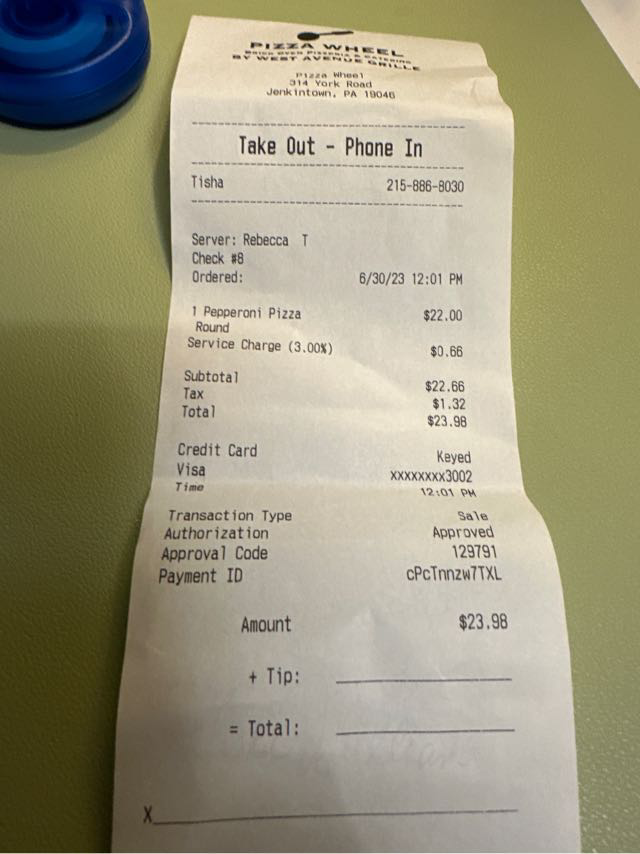 PIZZA WHEEL
BRICK OVEN PIZZERIA & CATERING
BY WEST AVENUE GRILLE
Pizza Wheel
314 York Road
Jenkintown, PA 19046
Take Out - Phone In
Tisha 215-886-8030
Server: Rebecca T
Check #8
Ordered: 6/30/23 12:01 PM
1 Pepperoni Pizza $22.00
Round
Service Charge (3.00%) $0.66
Subtotal $22.66
Tax $1.32
Total $23.98
Credit Card Keyed
Visa xxxxxxxx3002
Time 12:01 PM
Transaction Type Sale
Authorization Approved
Approval Code 129791
Payment ID cPcTnnzw7TXL
Amount $23.98
+ Tip:
= Total:
X